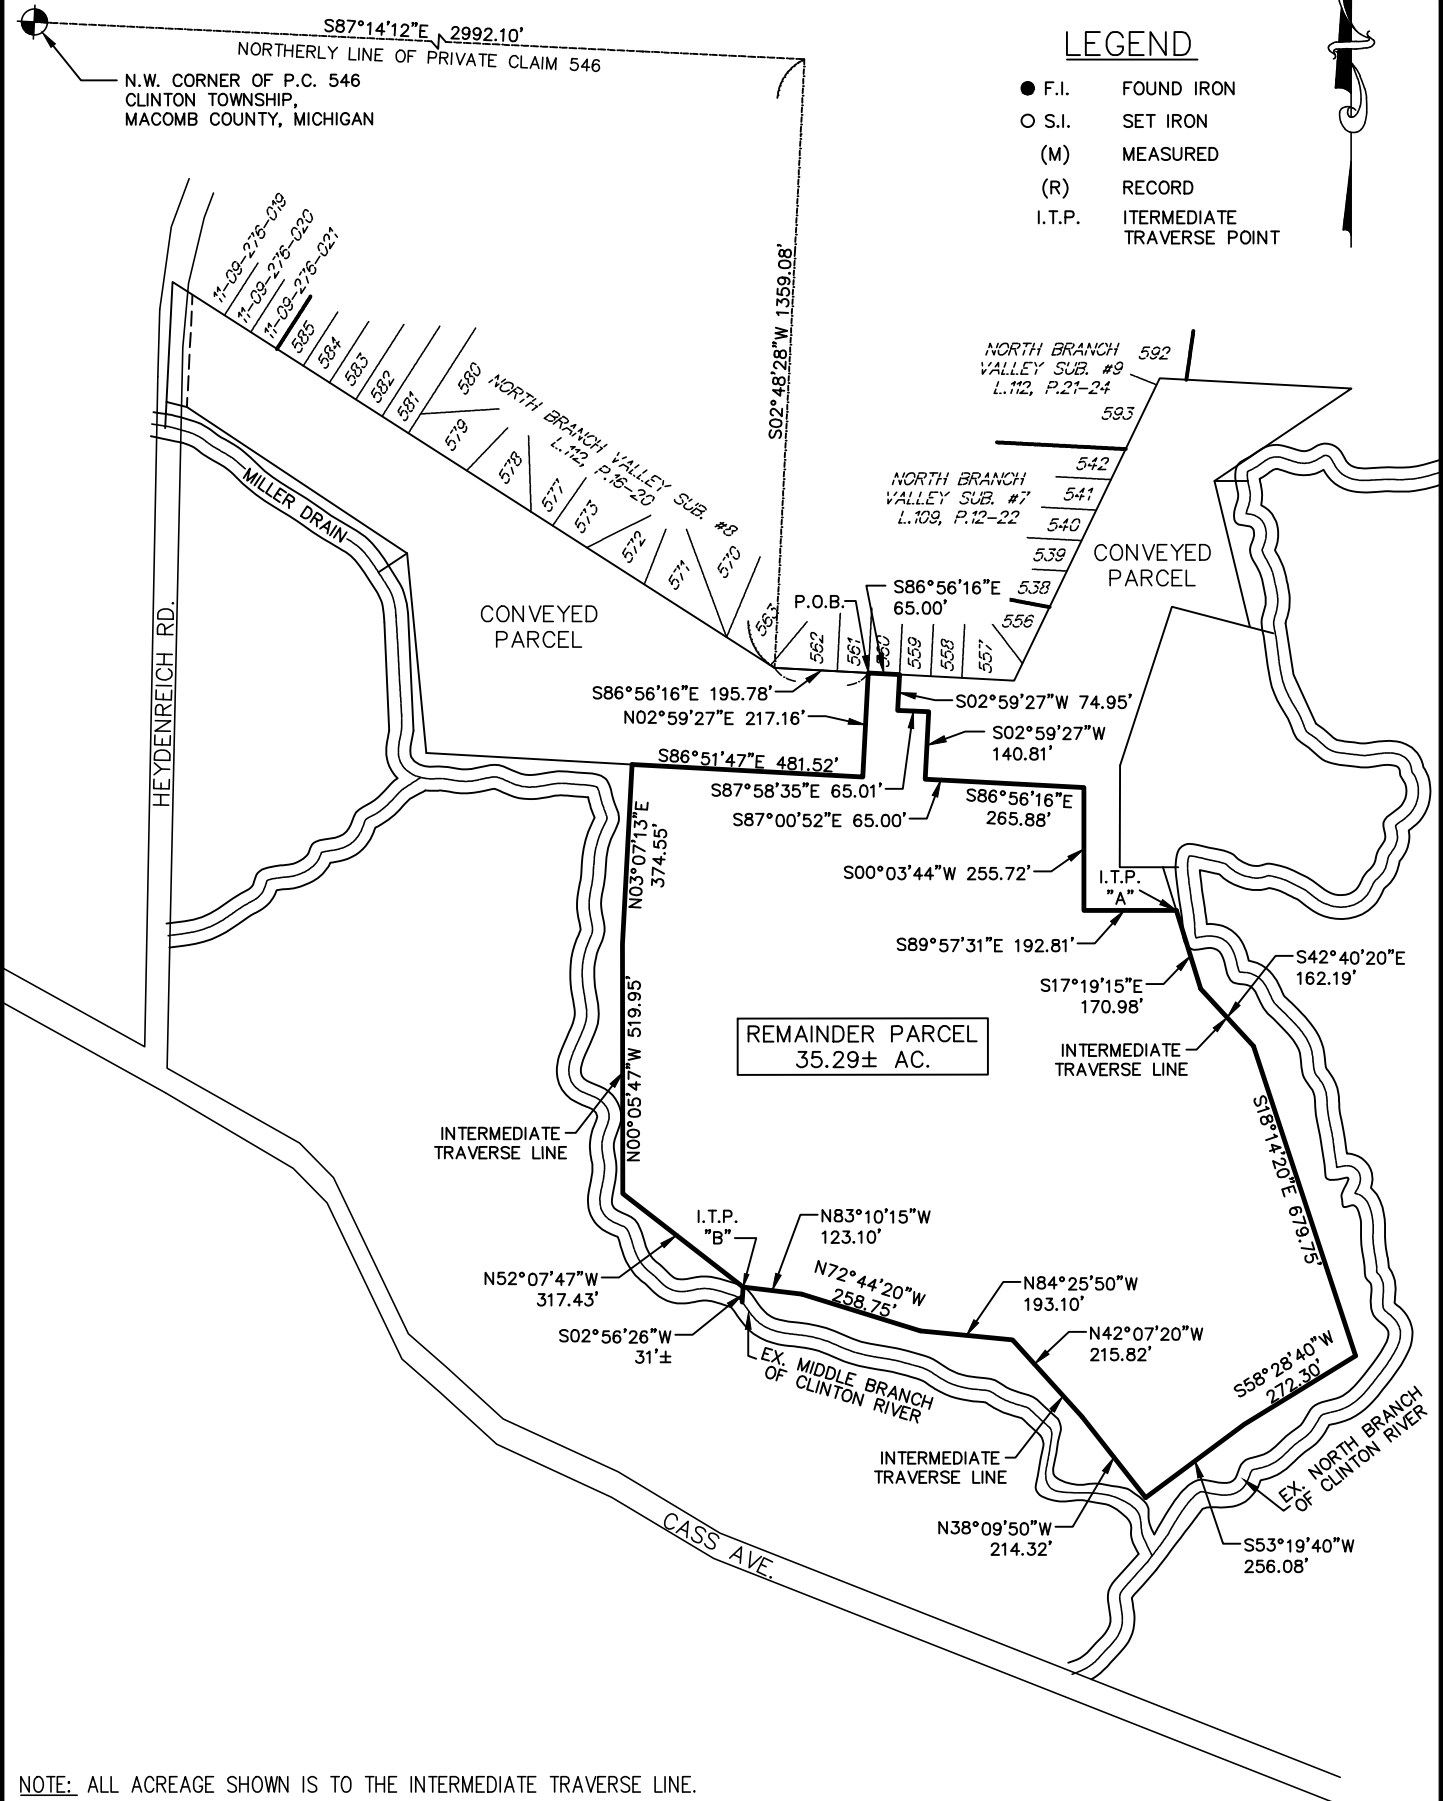 S87°14'12"E 2992.10'
NORTHERLY LINE OF PRIVATE CLAIM 546
N.W. CORNER OF P.C. 546
CLINTON TOWNSHIP,
MACOMB COUNTY, MICHIGAN
LEGEND
F.I. FOUND IRON
S.I. SET IRON
(M) MEASURED
(R) RECORD
I.T.P. ITERMEDIATE
TRAVERSE POINT
11-09-276-019
11-09-276-020
11-09-276-021
585
584
583
582
581
580
579
578
577
573
572
571
570
563
NORTH BRANCH VALLEY SUB. #8
L.112, P.16-20
S02°48'28"W 1359.08'
NORTH BRANCH
VALLEY SUB. #9
L.112, P.21-24
592
593
NORTH BRANCH
VALLEY SUB. #7
L.109, P.12-22
542
541
540
539
538
556
CONVEYED
PARCEL
MILLER DRAIN
HEYDENREICH RD.
CONVEYED
PARCEL
P.O.B.
S86°56'16"E
65.00'
562
561
560
559
558
557
S86°56'16"E 195.78'
N02°59'27"E 217.16'
S02°59'27"W 74.95'
S02°59'27"W
140.81'
S86°51'47"E 481.52'
S87°58'35"E 65.01'
S87°00'52"E 65.00'
S86°56'16"E
265.88'
N03°07'13"E
374.55'
S00°03'44"W 255.72'
I.T.P.
"A"
S89°57'31"E 192.81'
S17°19'15"E
170.98'
S42°40'20"E
162.19'
REMAINDER PARCEL
35.29± AC.
INTERMEDIATE
TRAVERSE LINE
N00°05'47"W 519.95'
INTERMEDIATE
TRAVERSE LINE
S18°14'20"E 679.75'
I.T.P.
"B"
N83°10'15"W
123.10'
N52°07'47"W
317.43'
N72°44'20"W
258.75'
N84°25'50"W
193.10'
S02°56'26"W
31'±
N42°07'20"W
215.82'
EX. MIDDLE BRANCH
OF CLINTON RIVER
S58°28'40"W
272.30'
EX. NORTH BRANCH
OF CLINTON RIVER
INTERMEDIATE
TRAVERSE LINE
N38°09'50"W
214.32'
S53°19'40"W
256.08'
CASS AVE.
NOTE: ALL ACREAGE SHOWN IS TO THE INTERMEDIATE TRAVERSE LINE.